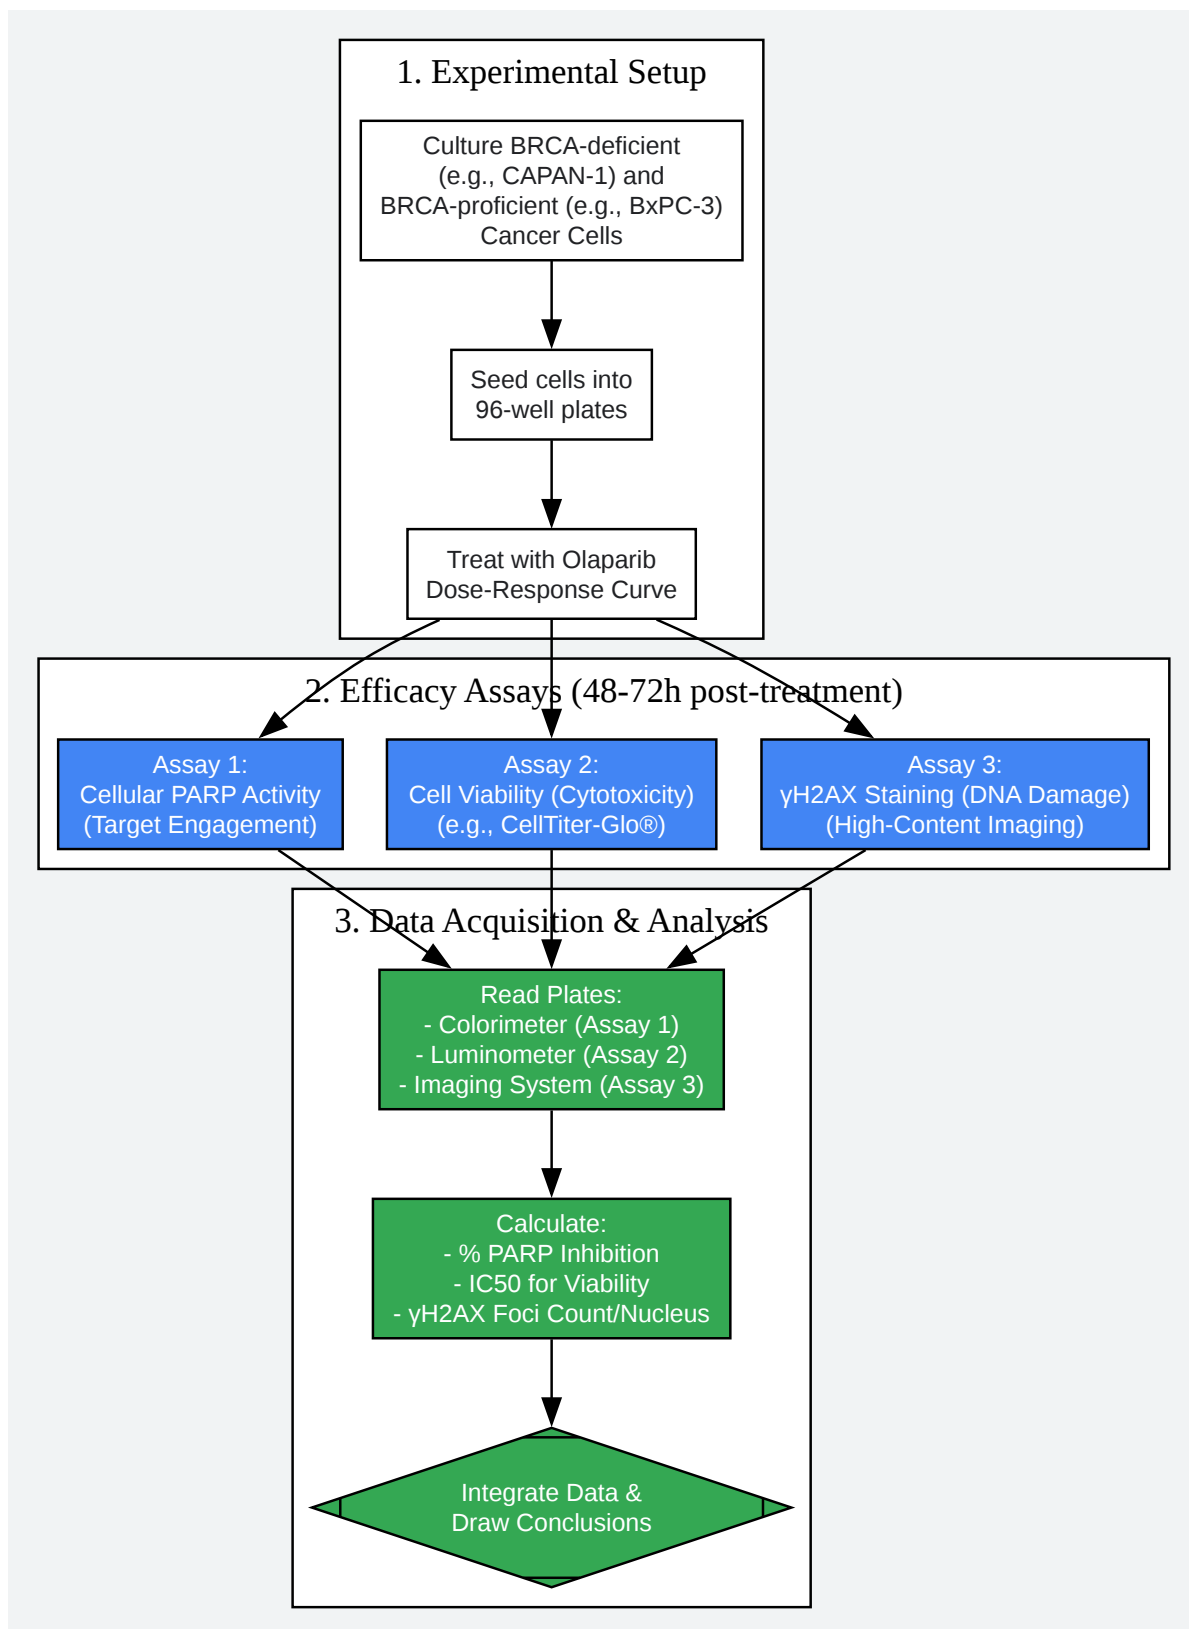 1. Experimental Setup
Culture BRCA-deficient
(e.g., CAPAN-1) and
BRCA-proficient (e.g., BxPC-3)
Cancer Cells
Seed cells into
96-well plates
Treat with Olaparib
Dose-Response Curve
2. Efficacy Assays (48-72h post-treatment)
Assay 1:
Cellular PARP Activity
(Target Engagement)
Assay 2:
Cell Viability (Cytotoxicity)
(e.g., CellTiter-Glo®)
Assay 3:
γH2AX Staining (DNA Damage)
(High-Content Imaging)
3. Data Acquisition & Analysis
Read Plates:
- Colorimeter (Assay 1)
- Luminometer (Assay 2)
- Imaging System (Assay 3)
Calculate:
- % PARP Inhibition
- IC50 for Viability
- γH2AX Foci Count/Nucleus
Integrate Data &
Draw Conclusions